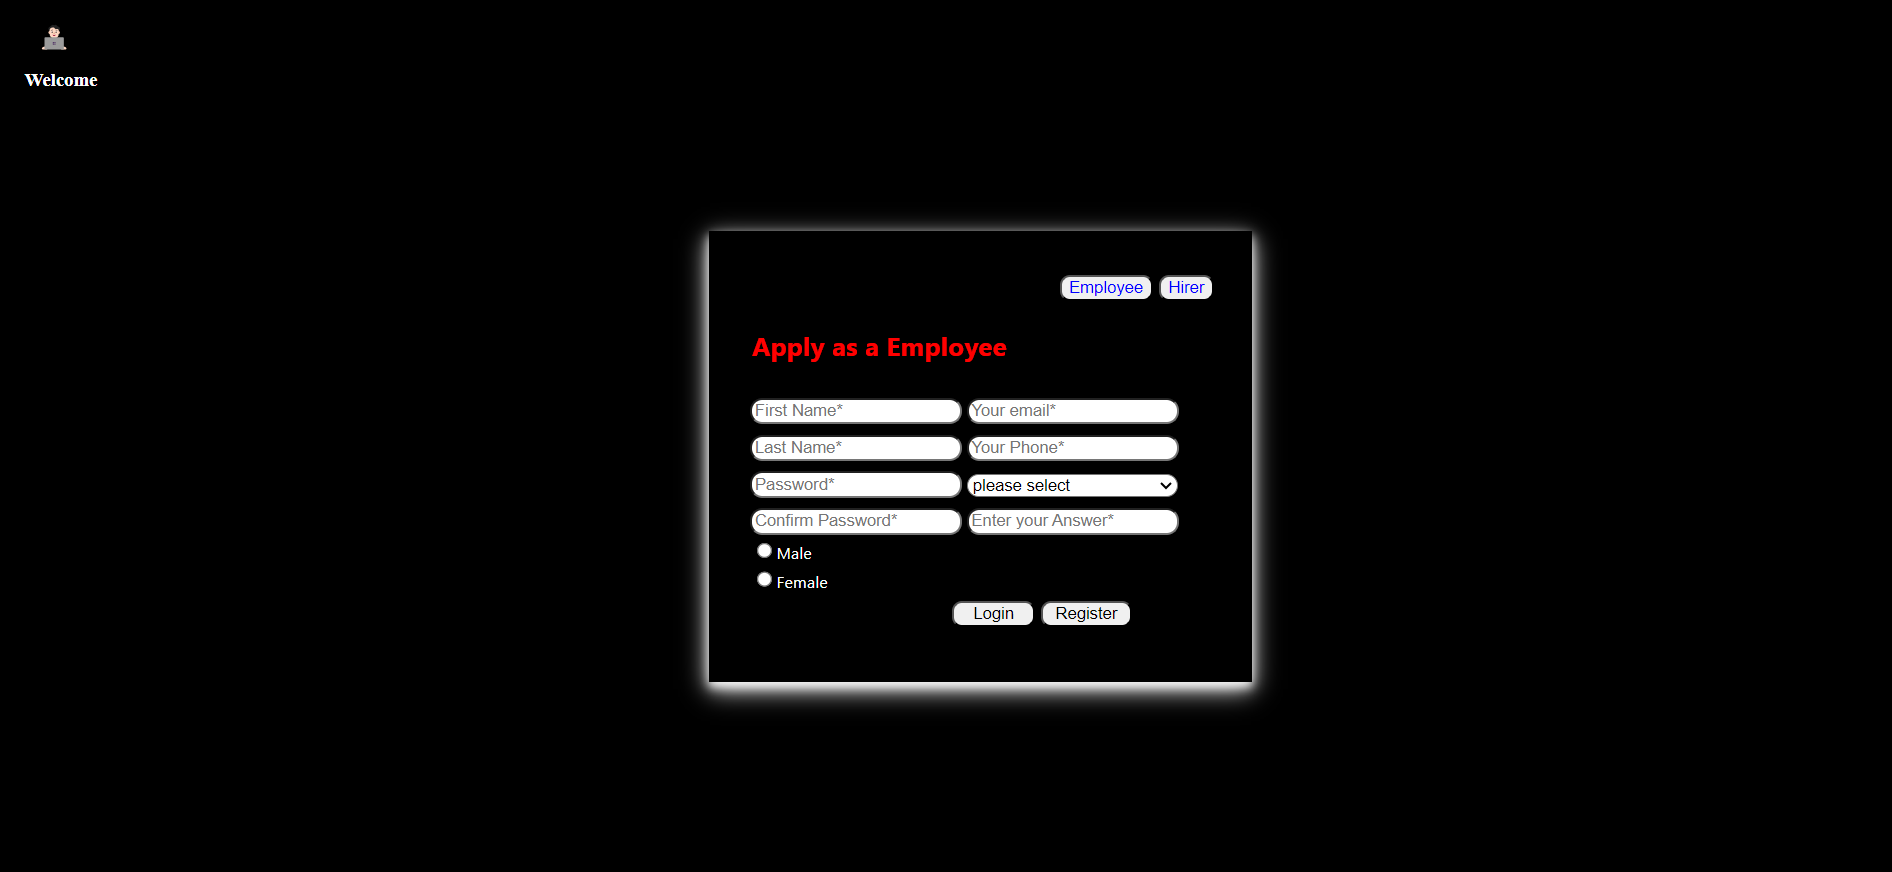 Welcome
Employee Hirer
Apply as a Employee
First Name* Your email*
Last Name* Your Phone*
Password* please select
Confirm Password* Enter your Answer*
Male
Female
Login Register